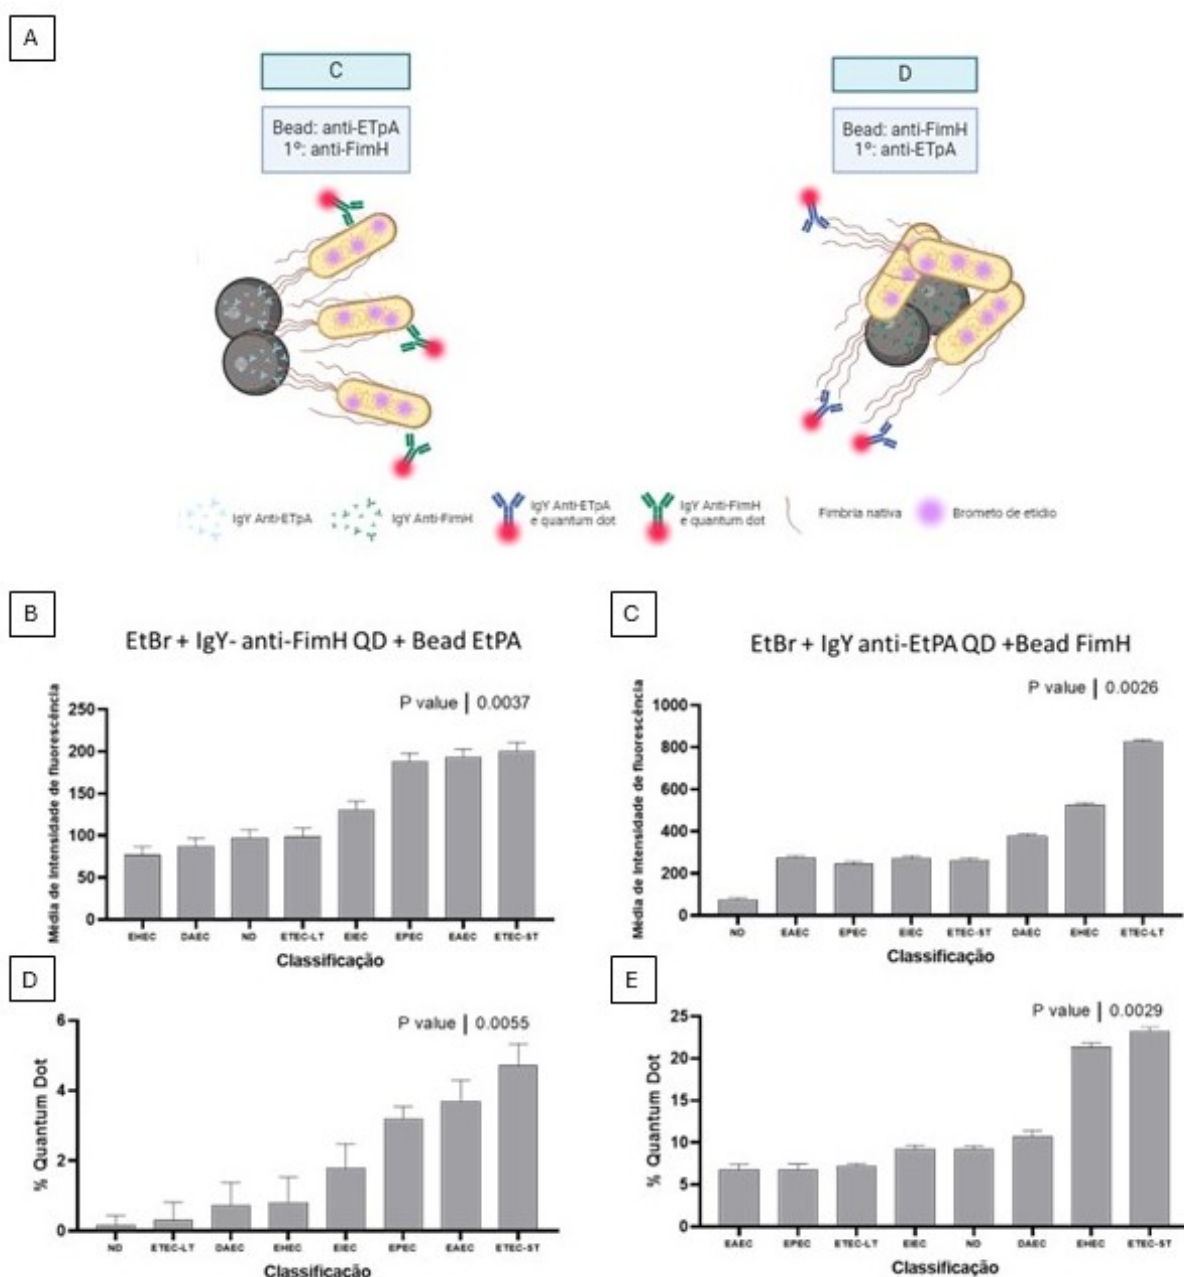 A
C
Bead: anti-ETpA
1º: anti-FimH
D
Bead: anti-FimH
1º: anti-ETpA
IgY Anti-ETpA
IgY Anti-FimH
IgY Anti-ETpA
e quantum dot
IgY Anti-FimH
e quantum dot
Fimbria nativa
Brometo de etídio
B
EtBr + IgY- anti-FimH QD + Bead EtPA
P value | 0.0037
Média de Intensidade de fluorescência
250
200
150
100
50
0
EHEC DAEC ND ETEC-LT EIEC EPEC EAEC ETEC-ST
Classificação
C
EtBr + IgY anti-EtPA QD +Bead FimH
P value | 0.0026
Média de Intensidade de fluorescência
1000
800
600
400
200
0
ND EAEC EPEC EIEC ETEC-ST DAEC EHEC ETEC-LT
Classificação
D
P value | 0.0055
% Quantum Dot
6
4
2
0
ND ETEC-LT DAEC EHEC EIEC EPEC EAEC ETEC-ST
Classificação
E
P value | 0.0029
% Quantum Dot
25
20
15
10
5
0
EAEC EPEC ETEC-LT EIEC ND DAEC EHEC ETEC-ST
Classificação